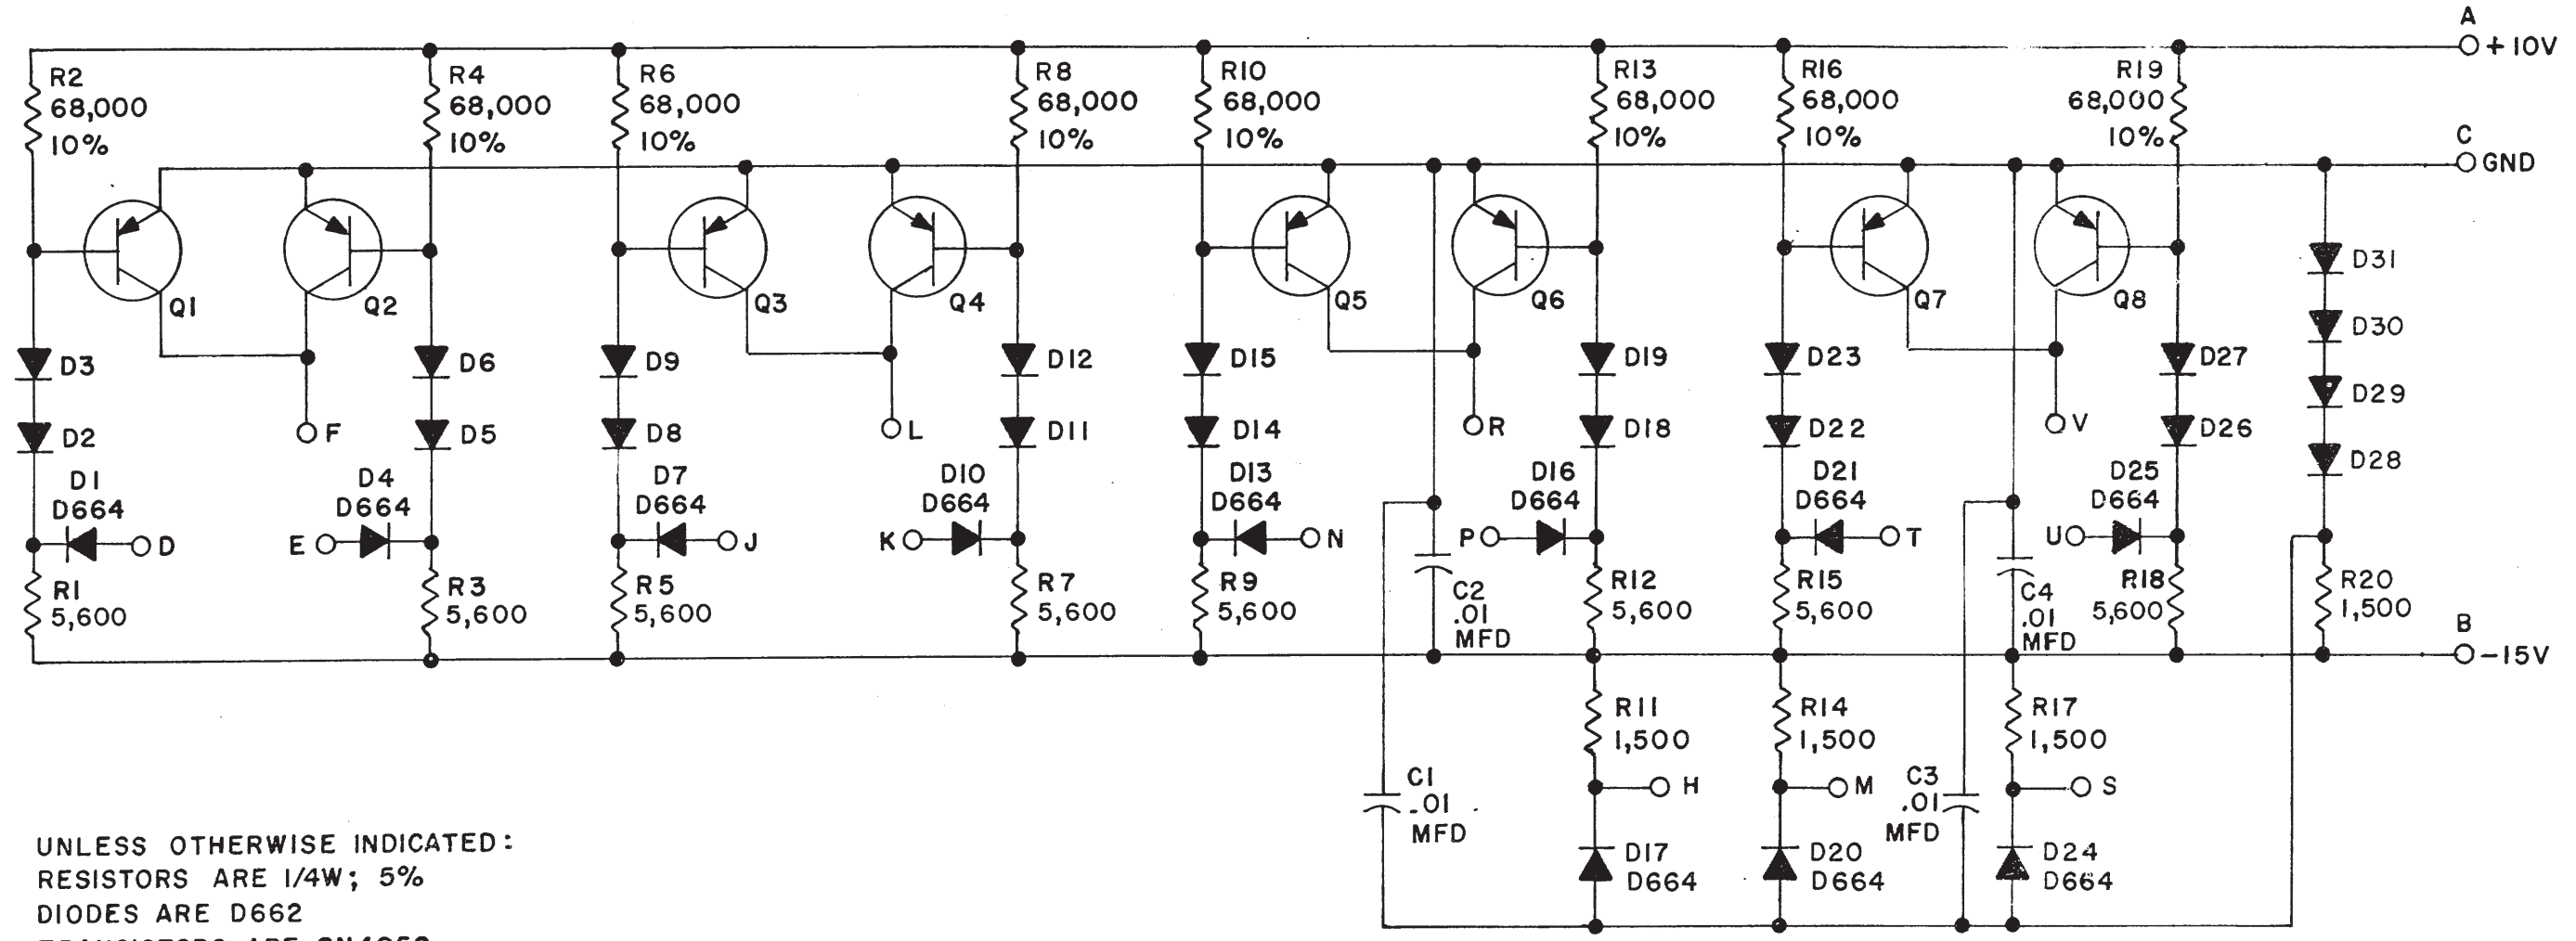 A
+10V
R2
68,000
10%
R4
68,000
10%
R6
68,000
10%
R8
68,000
10%
R10
68,000
10%
R13
68,000
10%
R16
68,000
10%
R19
68,000
10%
C
GND
Q1
Q2
Q3
Q4
Q5
Q6
Q7
Q8
D31
D30
D29
D28
D3
D6
D9
D12
D15
D19
D23
D27
D2
F
D5
D8
L
D11
D14
R
D18
D22
V
D26
D1
D664
D
D4
D664
E
D7
D664
J
D10
D664
K
D13
D664
N
D16
D664
P
D21
D664
T
D25
D664
U
R1
5,600
R3
5,600
R5
5,600
R7
5,600
R9
5,600
C2
.01
MFD
R12
5,600
R15
5,600
C4
.01
MFD
R18
5,600
R20
1,500
B
-15V
R11
1,500
R14
1,500
R17
1,500
C1
.01
MFD
H
M
C3
.01
MFD
S
D17
D664
D20
D664
D24
D664
UNLESS OTHERWISE INDICATED:
RESISTORS ARE 1/4W; 5%
DIODES ARE D662